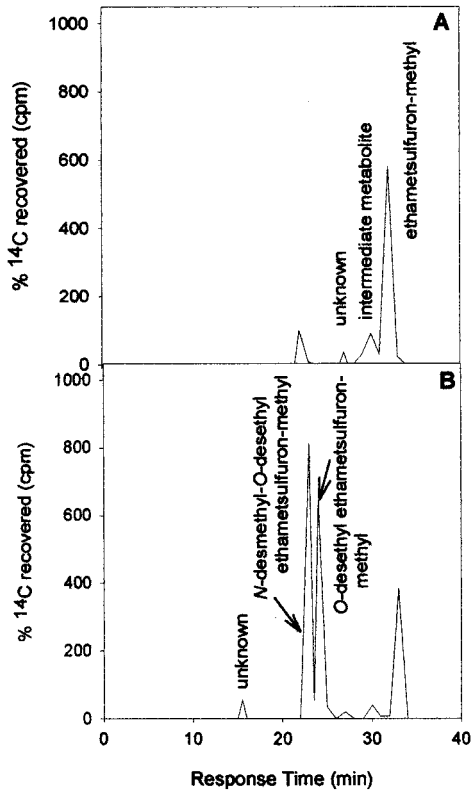 A
% 14C recovered (cpm)
1000
800
600
400
200
0
unknown
intermediate metabolite
ethametsulfuron-methyl
B
% 14C recovered (cpm)
1000
800
600
400
200
0
unknown
N-desmethyl-O-desethyl
ethametsulfuron-methyl
O-desethyl ethametsulfuron-
methyl
0 10 20 30 40
Response Time (min)